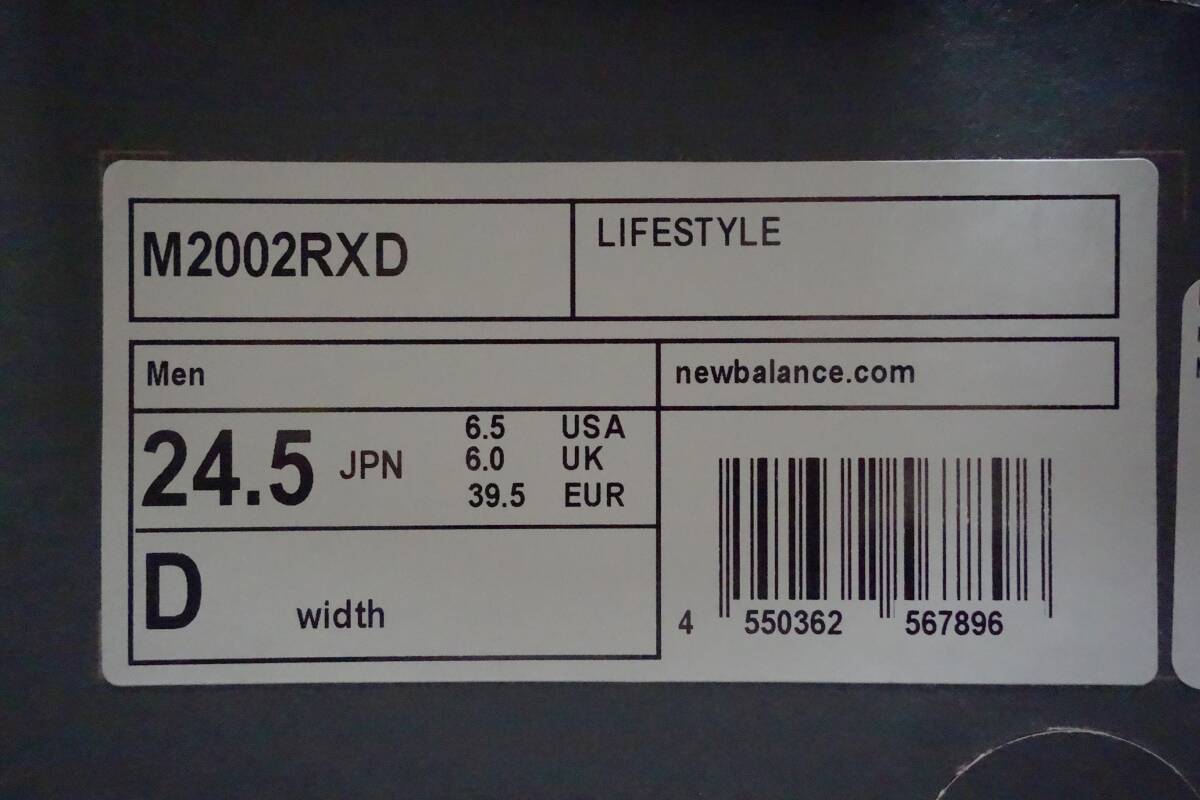 M2002RXD
LIFESTYLE
Men
newbalance.com
24.5 JPN
6.5 USA
6.0 UK
39.5 EUR
D width
4 550362 567896